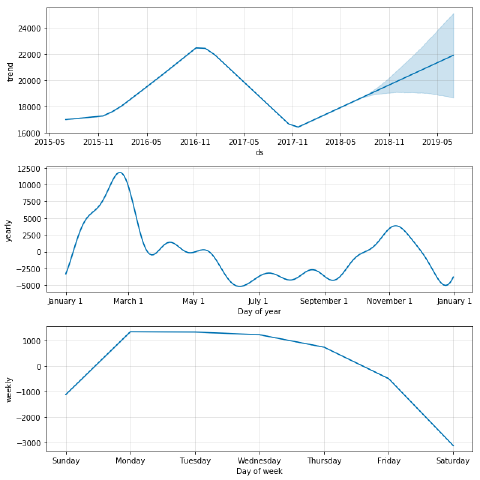 24000
22000
20000
18000
16000
trend
2015-05 2015-11 2016-05 2016-11 2017-05 2017-11 2018-05 2018-11 2019-05
ds
12500
10000
7500
5000
2500
0
−2500
−5000
yearly
January 1 March 1 May 1 July 1 September 1 November 1 January 1
Day of year
1000
0
−1000
−2000
−3000
weekly
Sunday Monday Tuesday Wednesday Thursday Friday Saturday
Day of week